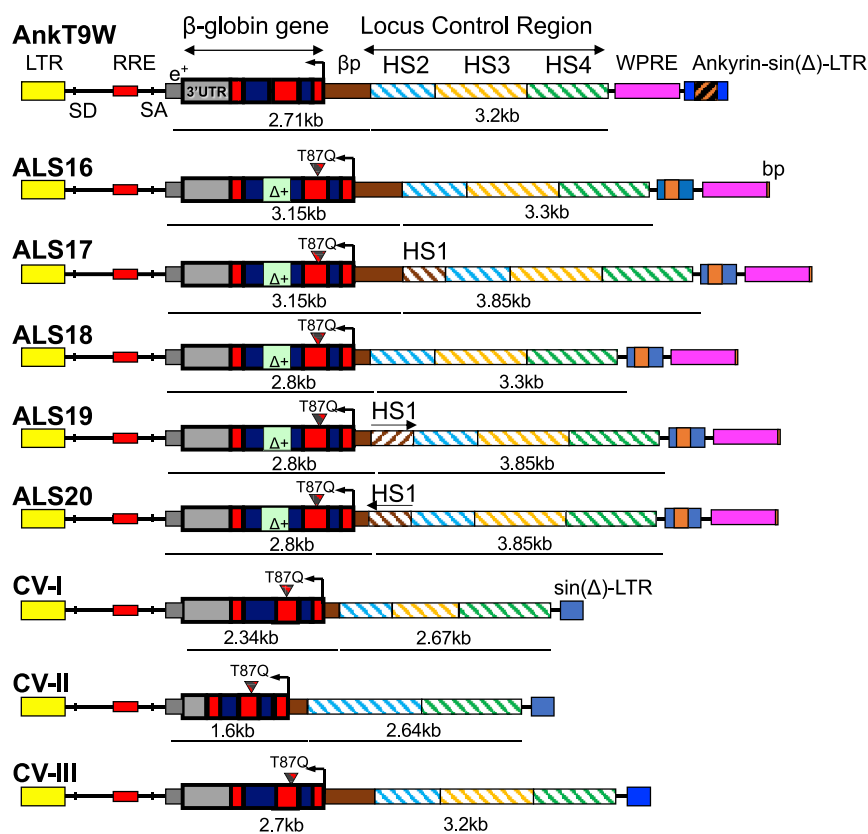 AnkT9W
β-globin gene
Locus Control Region
LTR RRE e+ βp HS2 HS3 HS4 WPRE Ankyrin-sin(Δ)-LTR
3'UTR
SD SA
2.71kb 3.2kb
ALS16
T87Q bp
Δ+
3.15kb 3.3kb
ALS17
T87Q HS1
Δ+
3.15kb 3.85kb
ALS18
T87Q
Δ+
2.8kb 3.3kb
ALS19
T87Q HS1
Δ+
2.8kb 3.85kb
ALS20
T87Q HS1
Δ+
2.8kb 3.85kb
CV-I
T87Q sin(Δ)-LTR
2.34kb 2.67kb
CV-II
T87Q
1.6kb 2.64kb
CV-III
T87Q
2.7kb 3.2kb